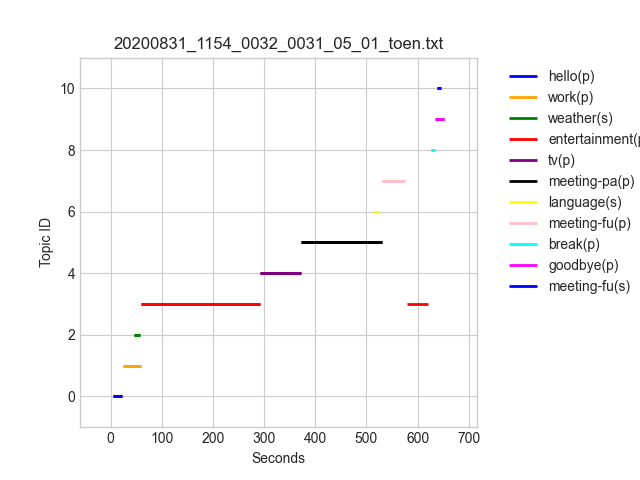 20200831_1154_0032_0031_05_01_toen.txt
10
8
6
4
2
0
Topic ID
0 100 200 300 400 500 600 700
Seconds
hello(p)
work(p)
weather(s)
entertainment(p
tv(p)
meeting-pa(p)
language(s)
meeting-fu(p)
break(p)
goodbye(p)
meeting-fu(s)